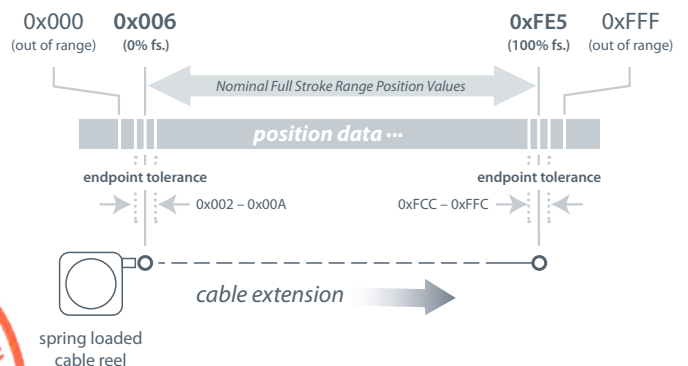 0x000 0x006 0xFE5 0xFFF
(out of range) (0% fs.) (100% fs.) (out of range)
Nominal Full Stroke Range Position Values
position data ···
endpoint tolerance endpoint tolerance
0x002 – 0x00A 0xFCC – 0xFFC
cable extension
spring loaded
cable reel